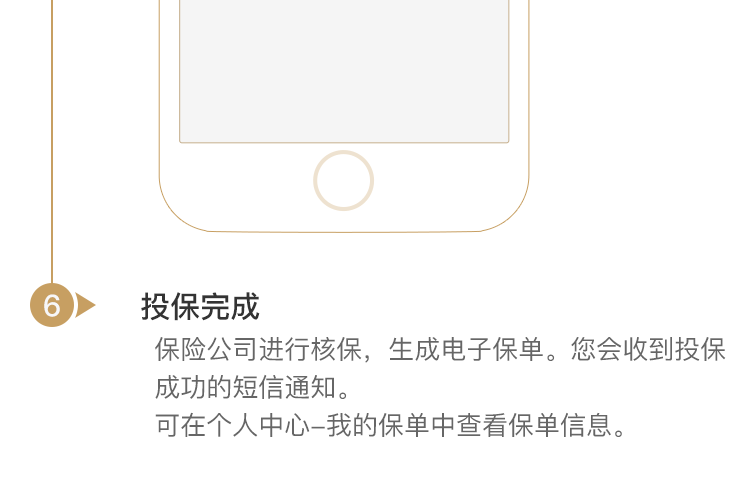 6
投保完成
保险公司进行核保，生成电子保单。您会收到投保
成功的短信通知。
可在个人中心–我的保单中查看保单信息。